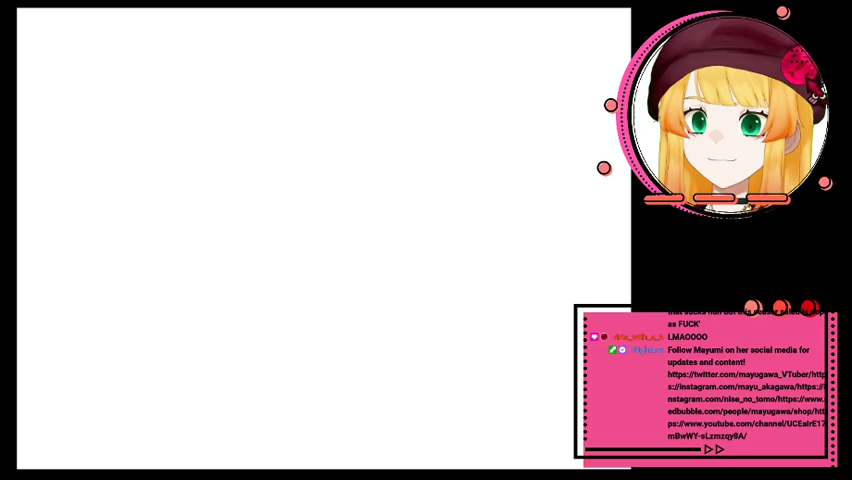 as FUCK'
LMAOOOO
Follow Mayumi on her social media for
updates and content!
https://twitter.com/mayugawa_VTuber/http
s://instagram.com/mayu_akagawa/https://i
nstagram.com/nise_no_tomo/https://www.
edbubble.com/people/mayugawa/shop/htt
ps://www.youtube.com/channel/UCEaIrE17
mBwWY-sLzmzqy8A/